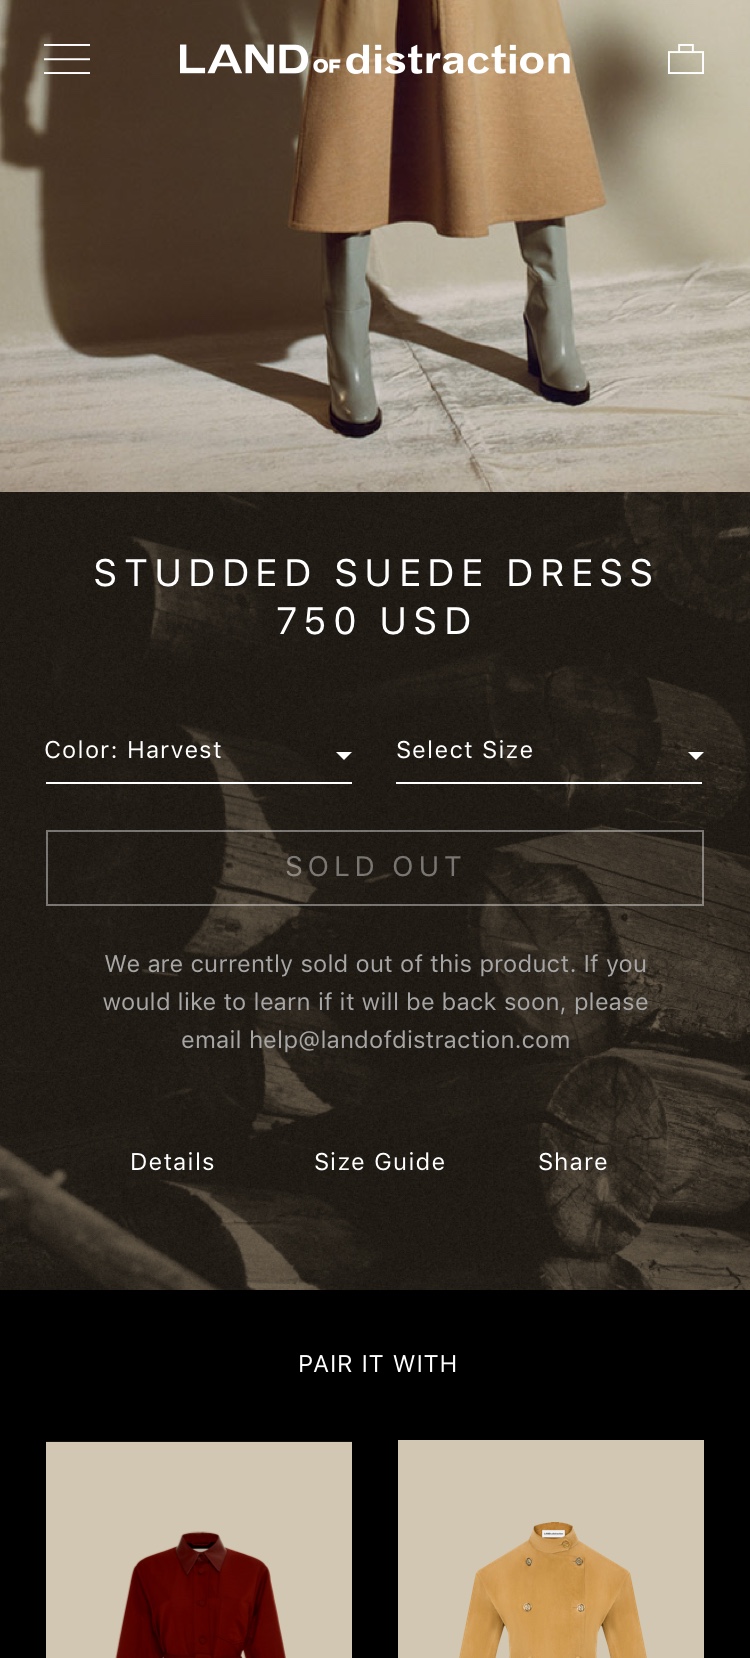 LAND OF distraction
STUDDED SUEDE DRESS
750 USD
Color: Harvest
Select Size
SOLD OUT
We are currently sold out of this product. If you
would like to learn if it will be back soon, please
email help@landofdistraction.com
Details
Size Guide
Share
PAIR IT WITH